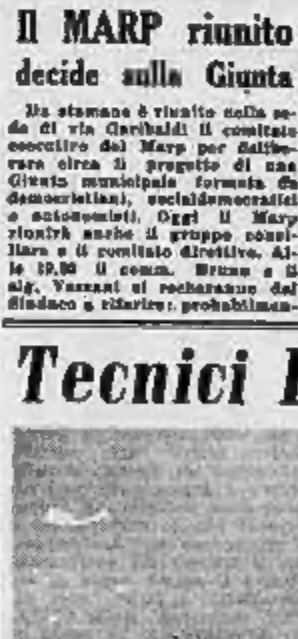 Il MARP riunito
decide sulla Giunta
Da stamane è riunito nella se-
de di via Garibaldi il comitato
esecutivo del Marp per delibe-
rare circa il progetto di una
Giunta municipale formata da
democristiani, socialdemocratici
e autonomisti. Oggi il Marp
riunirà anche il gruppo consi-
liare e il comitato direttivo. Al-
le 19,30 il comm. Bruno e il
sig. Vezzani si recheranno dal
sindaco a riferire: probabilmen-
Tecnici